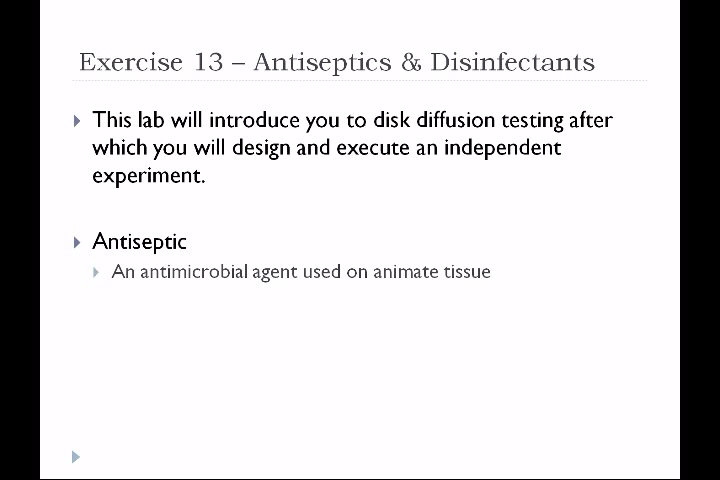 Exercise 13 – Antiseptics & Disinfectants
This lab will introduce you to disk diffusion testing after
which you will design and execute an independent
experiment.
Antiseptic
An antimicrobial agent used on animate tissue